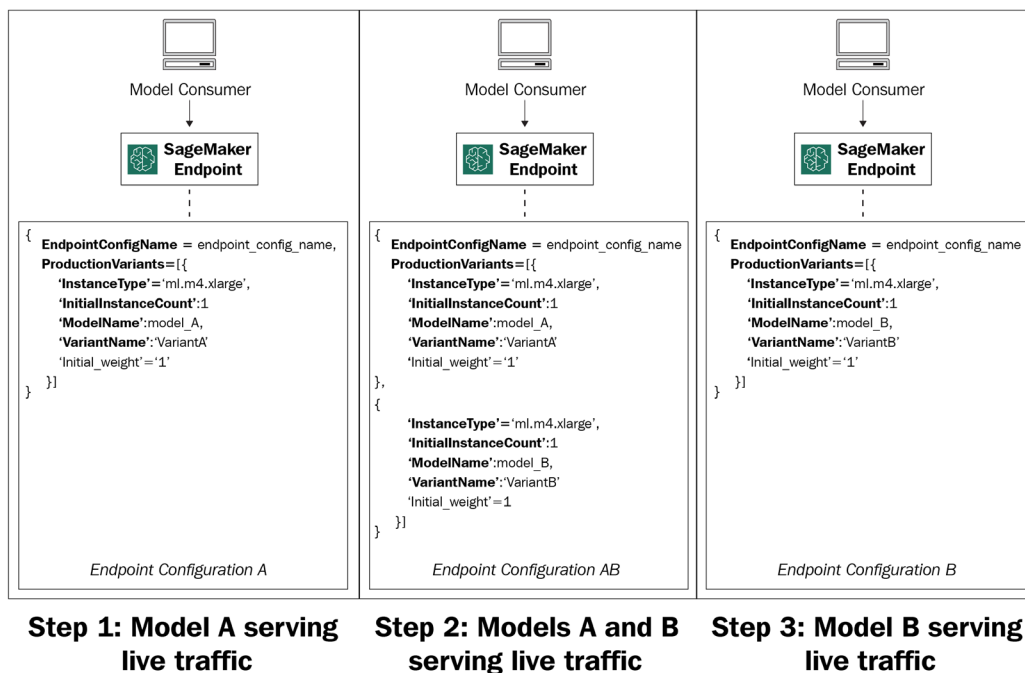 Model Consumer
SageMaker
Endpoint
{
EndpointConfigName = endpoint_config_name,
ProductionVariants=[{
‘InstanceType’=‘ml.m4.xlarge’,
‘InitialInstanceCount’:1
‘ModelName’:model_A,
‘VariantName’:‘VariantA’
‘Initial_weight’=‘1’
}]
}
Endpoint Configuration A
Step 1: Model A serving
live traffic
Model Consumer
SageMaker
Endpoint
{
EndpointConfigName = endpoint_config_name
ProductionVariants=[{
‘InstanceType’=‘ml.m4.xlarge’,
‘InitialInstanceCount’:1
‘ModelName’:model_A,
‘VariantName’:‘VariantA’
‘Initial_weight’=‘1’
},
{
‘InstanceType’=‘ml.m4.xlarge’,
‘InitialInstanceCount’:1
‘ModelName’:model_B,
‘VariantName’:‘VariantB’
‘Initial_weight’=1
}]
}
Endpoint Configuration AB
Step 2: Models A and B
serving live traffic
Model Consumer
SageMaker
Endpoint
{
EndpointConfigName = endpoint_config_name
ProductionVariants=[{
‘InstanceType’=‘ml.m4.xlarge’,
‘InitialInstanceCount’:1
‘ModelName’:model_B,
‘VariantName’:‘VariantB’
‘Initial_weight’=‘1’
}]
}
Endpoint Configuration B
Step 3: Model B serving
live traffic